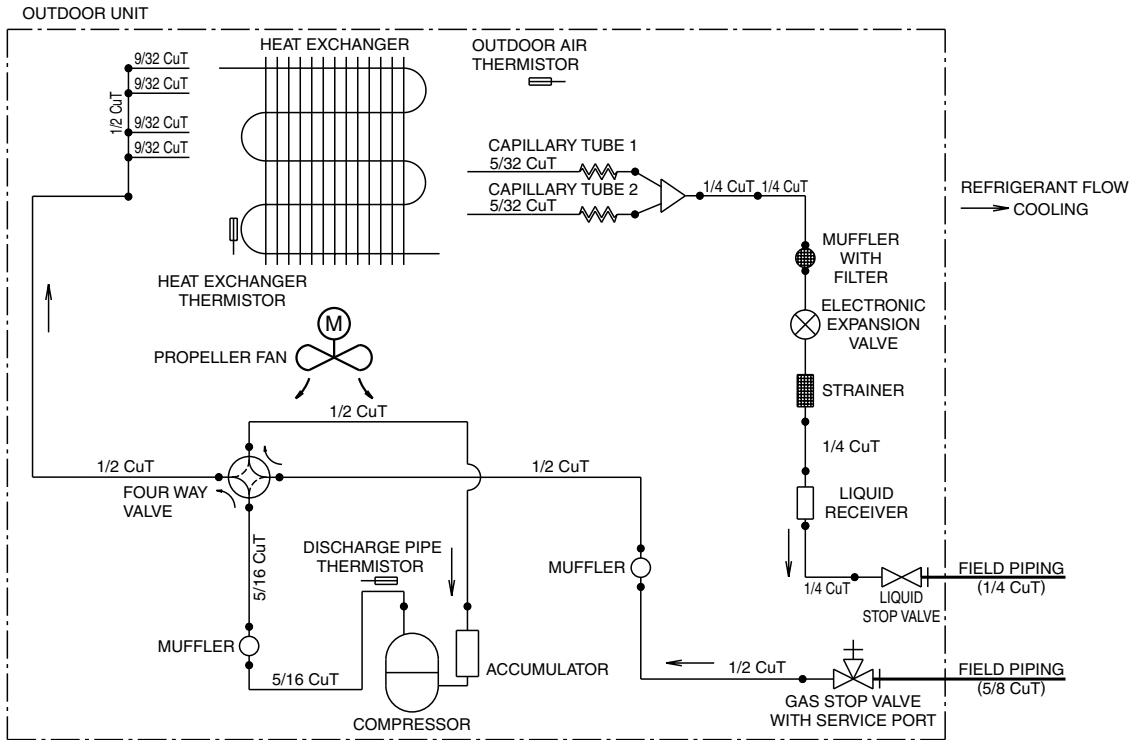 OUTDOOR UNIT
9/32 CuT
9/32 CuT
9/32 CuT
9/32 CuT
1/2 CuT
HEAT EXCHANGER
OUTDOOR AIR
THERMISTOR
CAPILLARY TUBE 1
5/32 CuT
CAPILLARY TUBE 2
5/32 CuT
1/4 CuT
1/4 CuT
REFRIGERANT FLOW
COOLING
MUFFLER
WITH
FILTER
HEAT EXCHANGER
THERMISTOR
M
PROPELLER FAN
ELECTRONIC
EXPANSION
VALVE
STRAINER
1/4 CuT
LIQUID
RECEIVER
1/2 CuT
1/2 CuT
1/2 CuT
FOUR WAY
VALVE
5/16 CuT
DISCHARGE PIPE
THERMISTOR
MUFFLER
1/4 CuT
LIQUID
STOP VALVE
FIELD PIPING
(1/4 CuT)
MUFFLER
5/16 CuT
COMPRESSOR
ACCUMULATOR
1/2 CuT
GAS STOP VALVE
WITH SERVICE PORT
FIELD PIPING
(5/8 CuT)